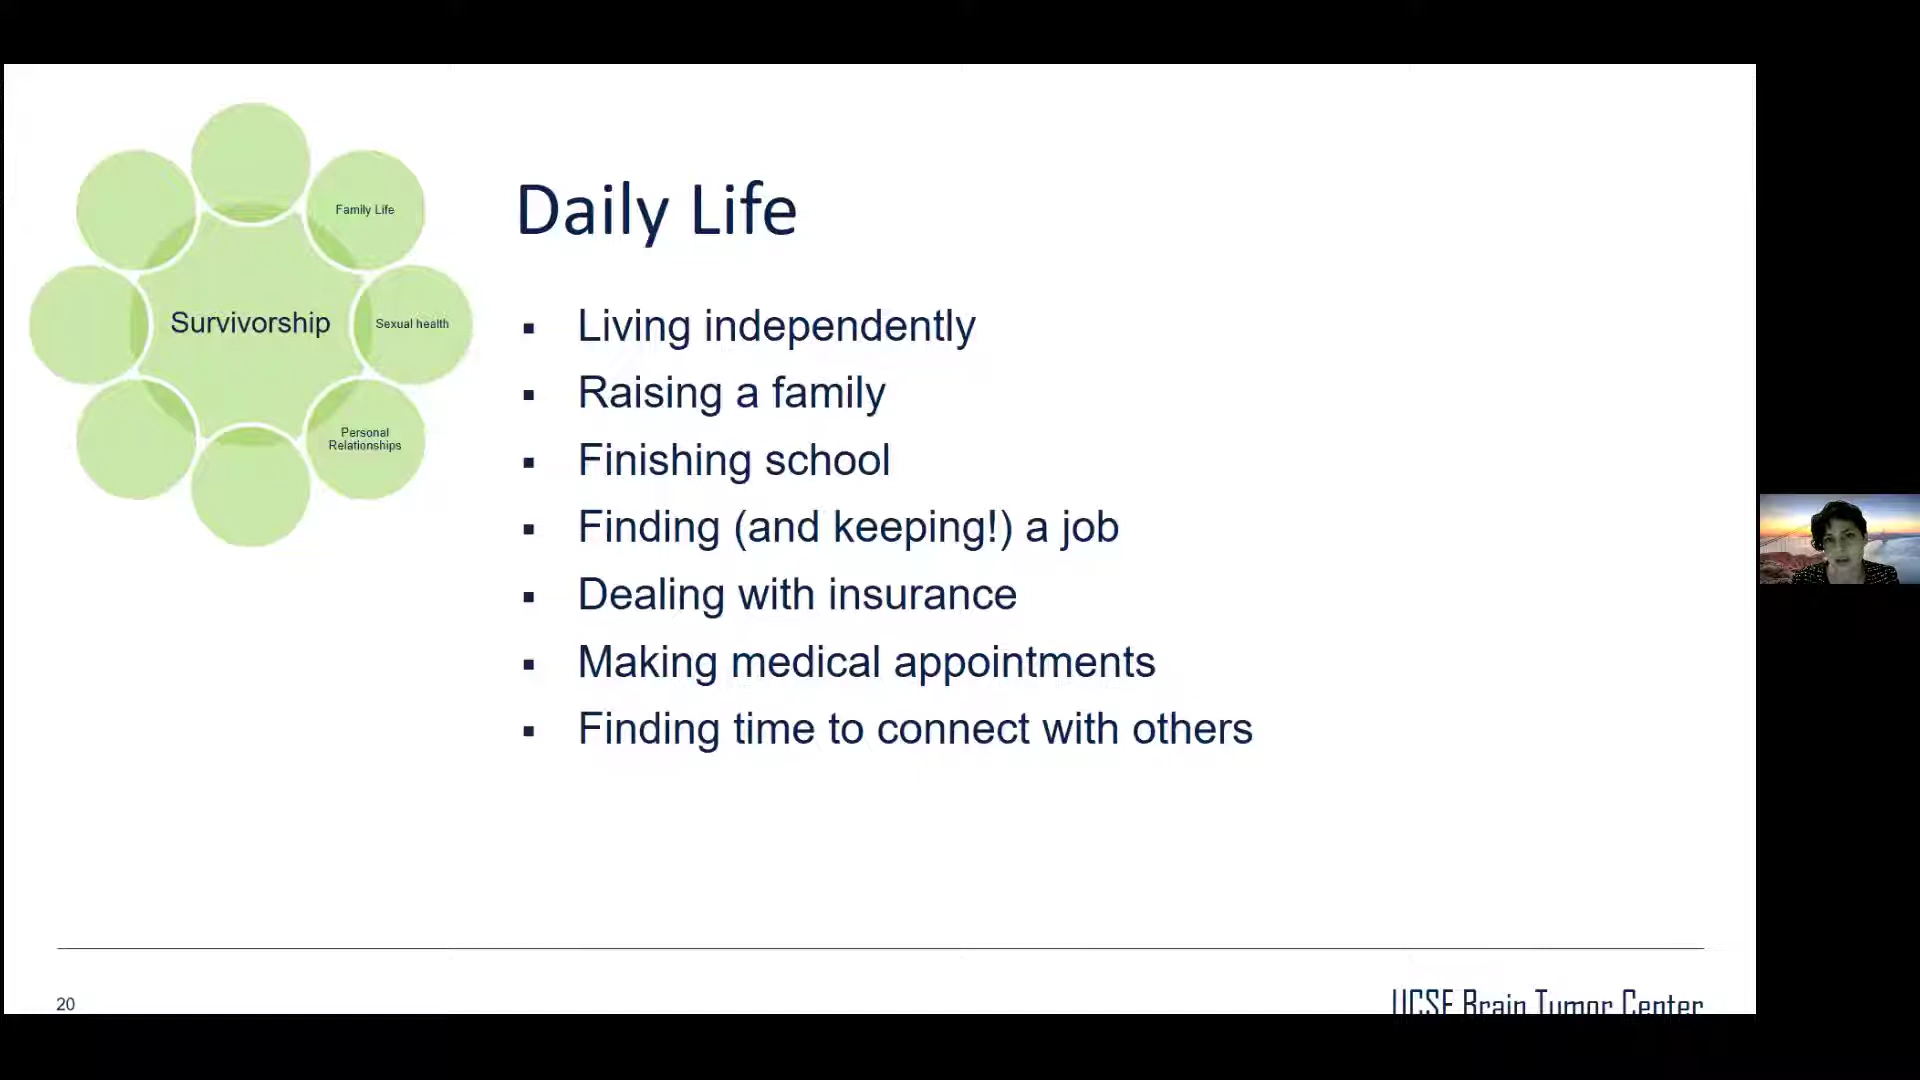 Family Life
Survivorship
Sexual health
Personal
Relationships
Daily Life
▪ Living independently
▪ Raising a family
▪ Finishing school
▪ Finding (and keeping!) a job
▪ Dealing with insurance
▪ Making medical appointments
▪ Finding time to connect with others
20
UCSF Brain Tumor Center